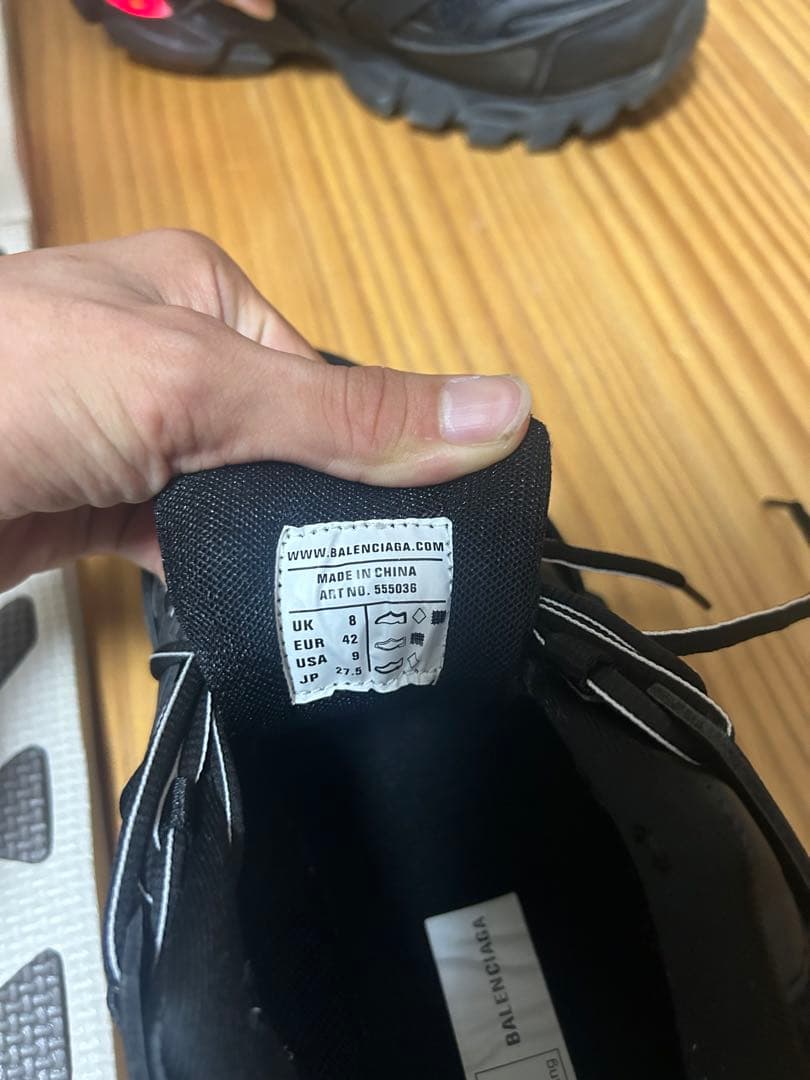 WWW.BALENCIAGA.COM
MADE IN CHINA
ART NO. 555036
UK 8
EUR 42
USA 9
JP 27.5
BALENCIAGA
ng